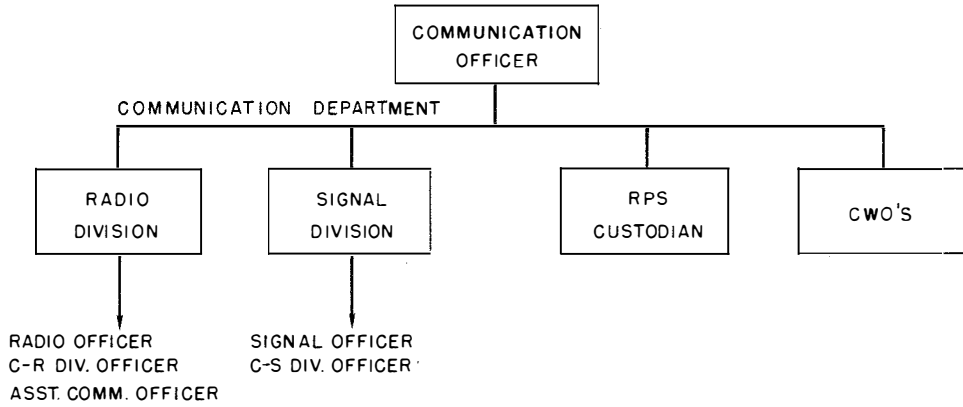 COMMUNICATION
OFFICER
COMMUNICATION DEPARTMENT
RADIO
DIVISION
SIGNAL
DIVISION
RPS
CUSTODIAN
CWO'S
RADIO OFFICER
C-R DIV. OFFICER
ASST. COMM. OFFICER
SIGNAL OFFICER
C-S DIV. OFFICER